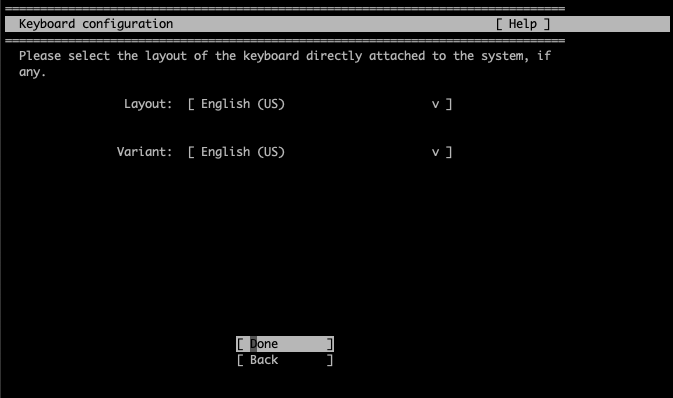 Keyboard configuration [ Help ]
Please select the layout of the keyboard directly attached to the system, if
any.
Layout: [ English (US) v ]
Variant: [ English (US) v ]
[ Done ]
[ Back ]